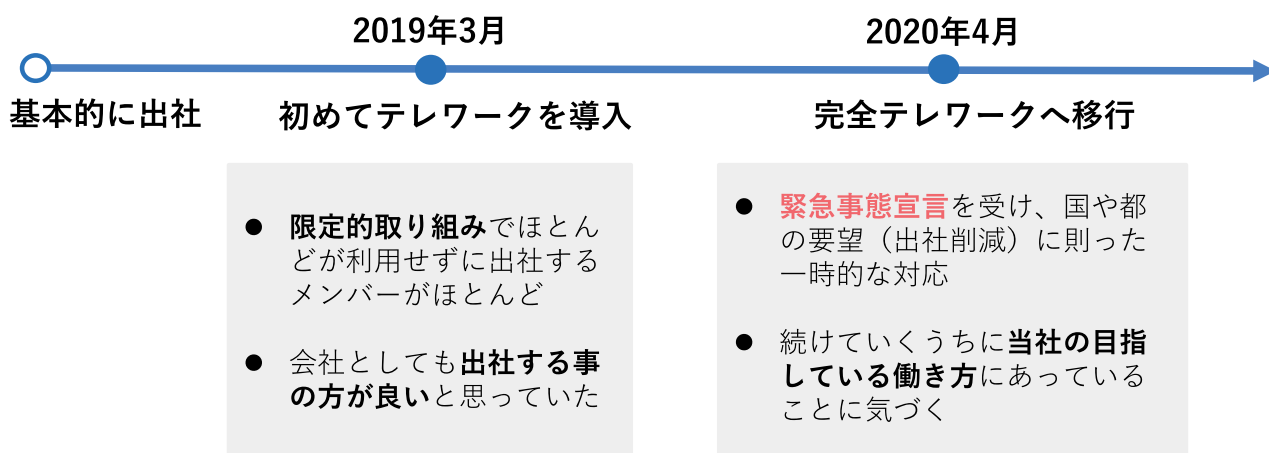 2019年3月
2020年4月
基本的に出社
初めてテレワークを導入
完全テレワークへ移行
● 限定的取り組みでほとん
どが利用せずに出社する
メンバーがほとんど
● 会社としても出社する事
の方が良いと思っていた
● 緊急事態宣言を受け、国や都
の要望（出社削減）に則った
一時的な対応
● 続けていくうちに当社の目指
している働き方にあっている
ことに気づく